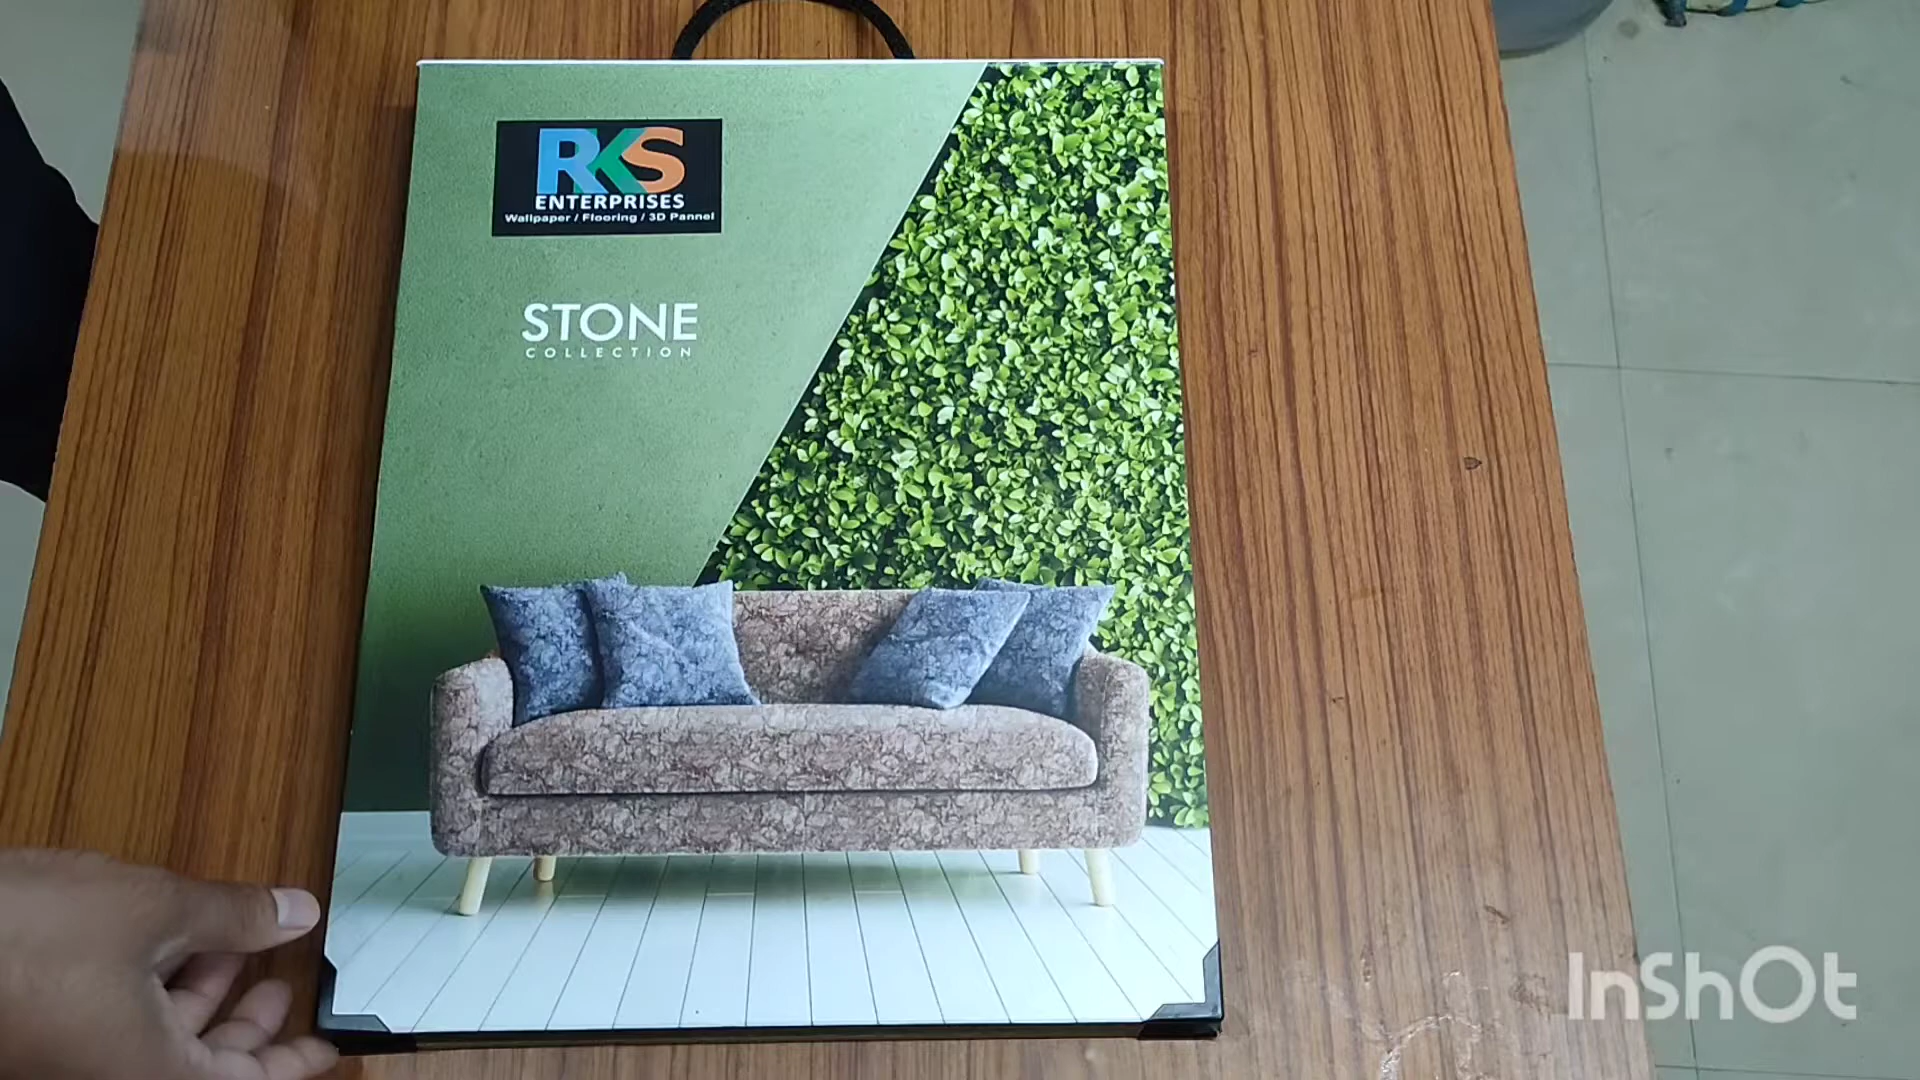 RKS
ENTERPRISES
Wallpaper / Flooring / 3D Pannel
STONE
COLLECTION
InShOt